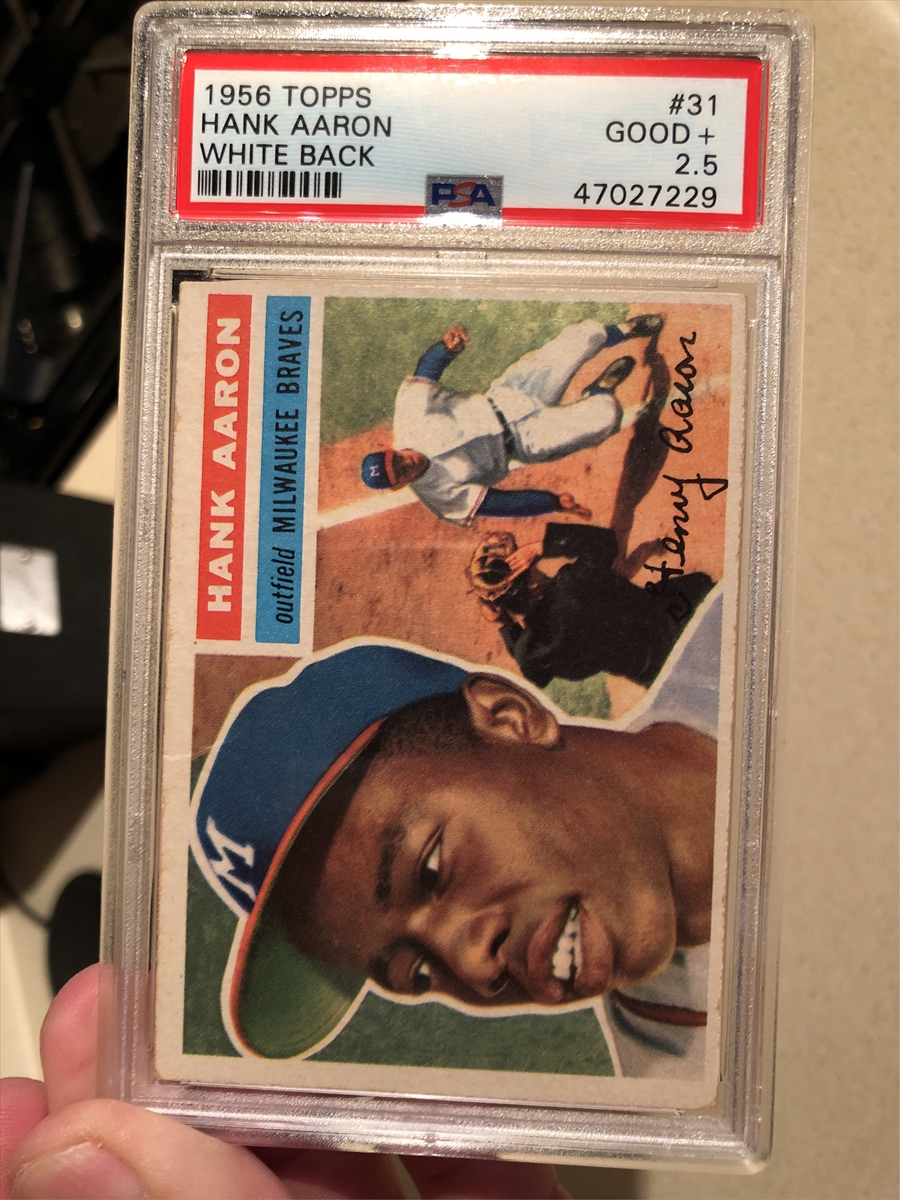 1956 TOPPS #31
HANK AARON GOOD +
WHITE BACK 2.5
PSA 47027229
HANK AARON
outfield MILWAUKEE BRAVES
Henry Aaron
M
M